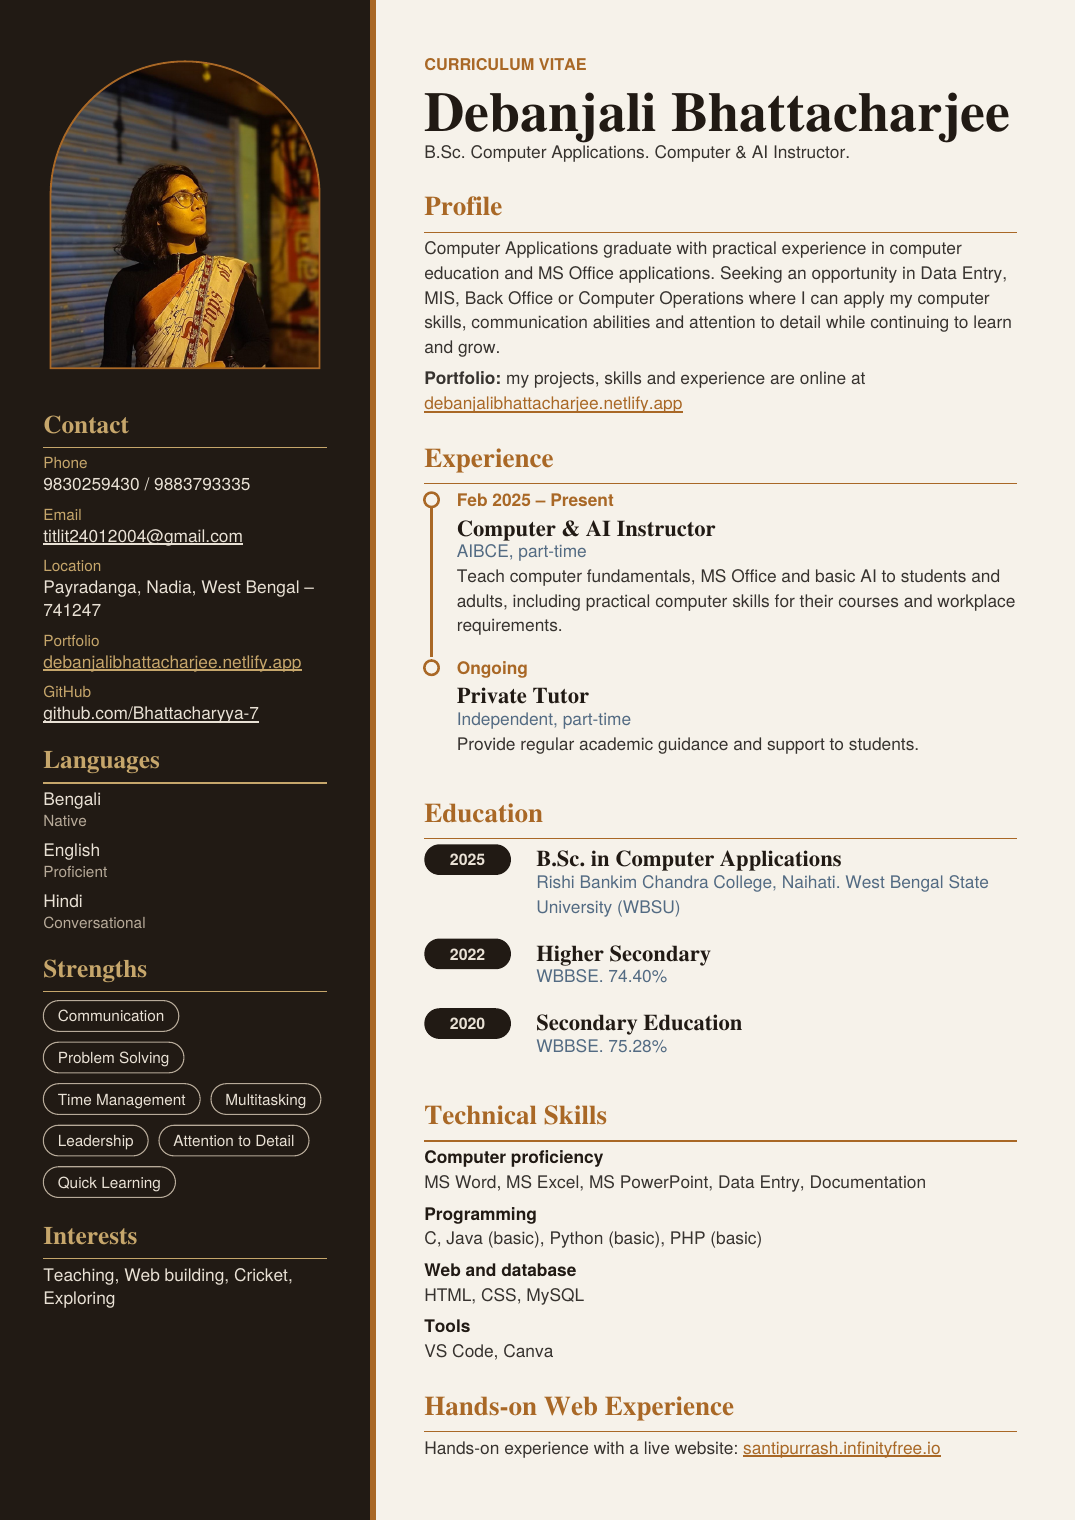 Contact
Phone
9830259430 / 9883793335
Email
titlit24012004@gmail.com
Location
Payradanga, Nadia, West Bengal –
741247
Portfolio
debanjalibhattacharjee.netlify.app
GitHub
github.com/Bhattacharyya-7
Languages
Bengali
Native
English
Proficient
Hindi
Conversational
Strengths
Communication
Problem Solving
Time Management Multitasking
Leadership Attention to Detail
Quick Learning
Interests
Teaching, Web building, Cricket,
Exploring
CURRICULUM VITAE
Debanjali Bhattacharjee
B.Sc. Computer Applications. Computer & AI Instructor.
Profile
Computer Applications graduate with practical experience in computer
education and MS Office applications. Seeking an opportunity in Data Entry,
MIS, Back Office or Computer Operations where I can apply my computer
skills, communication abilities and attention to detail while continuing to learn
and grow.
Portfolio: my projects, skills and experience are online at
debanjalibhattacharjee.netlify.app
Experience
Feb 2025 – Present
Computer & AI Instructor
AIBCE, part-time
Teach computer fundamentals, MS Office and basic AI to students and
adults, including practical computer skills for their courses and workplace
requirements.
Ongoing
Private Tutor
Independent, part-time
Provide regular academic guidance and support to students.
Education
2025 B.Sc. in Computer Applications
Rishi Bankim Chandra College, Naihati. West Bengal State
University (WBSU)
2022 Higher Secondary
WBBSE. 74.40%
2020 Secondary Education
WBBSE. 75.28%
Technical Skills
Computer proficiency
MS Word, MS Excel, MS PowerPoint, Data Entry, Documentation
Programming
C, Java (basic), Python (basic), PHP (basic)
Web and database
HTML, CSS, MySQL
Tools
VS Code, Canva
Hands-on Web Experience
Hands-on experience with a live website: santipurrash.infinityfree.io